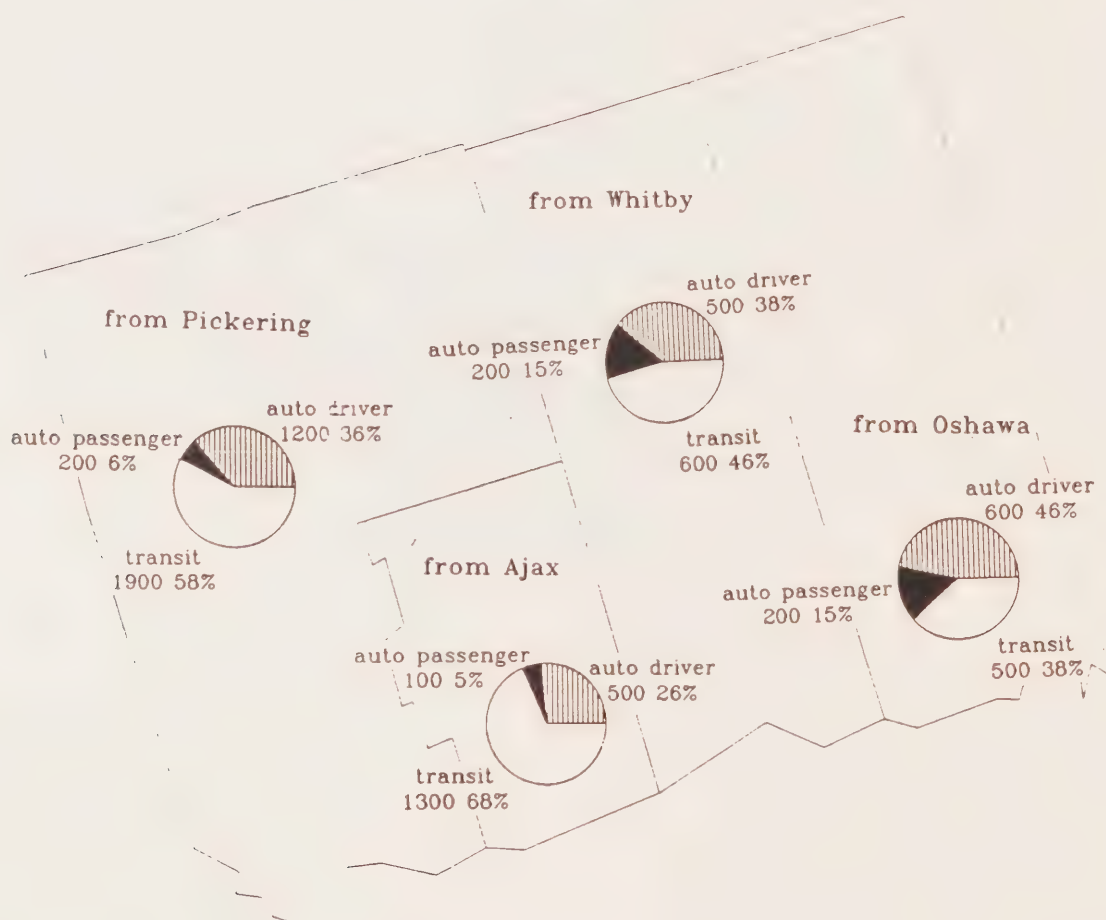 from Whitby
auto driver
500 38%
auto passenger
200 15%
transit
600 46%
from Pickering
auto driver
1200 36%
auto passenger
200 6%
transit
1900 58%
from Oshawa
auto driver
600 46%
auto passenger
200 15%
transit
500 38%
from Ajax
auto passenger
100 5%
auto driver
500 26%
transit
1300 68%